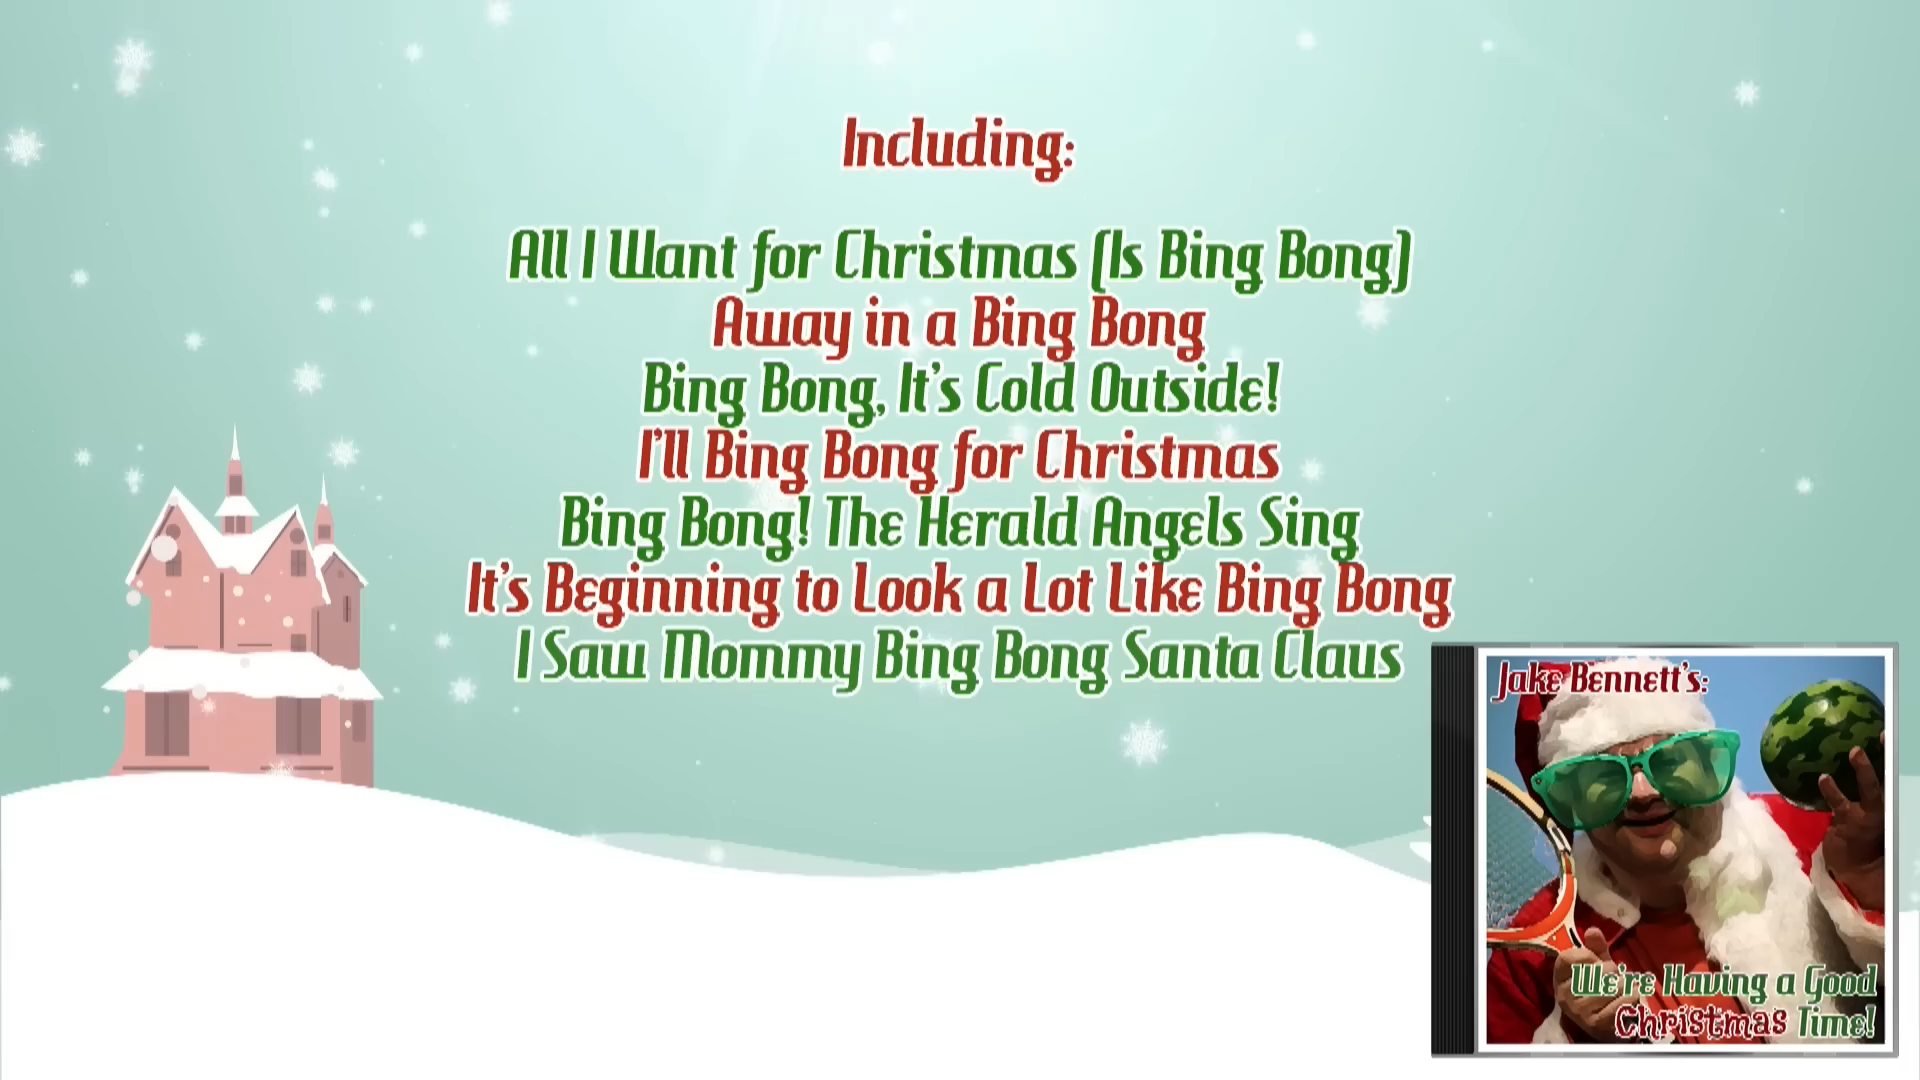 Including:
All I Want for Christmas (Is Bing Bong)
Away in a Bing Bong
Bing Bong, It's Cold Outside!
I'll Bing Bong for Christmas
Bing Bong! The Herald Angels Sing
It's Beginning to Look a Lot Like Bing Bong
I Saw Mommy Bing Bong Santa Claus
Jake Bennett's:
We're Having a Good
Christmas Time!